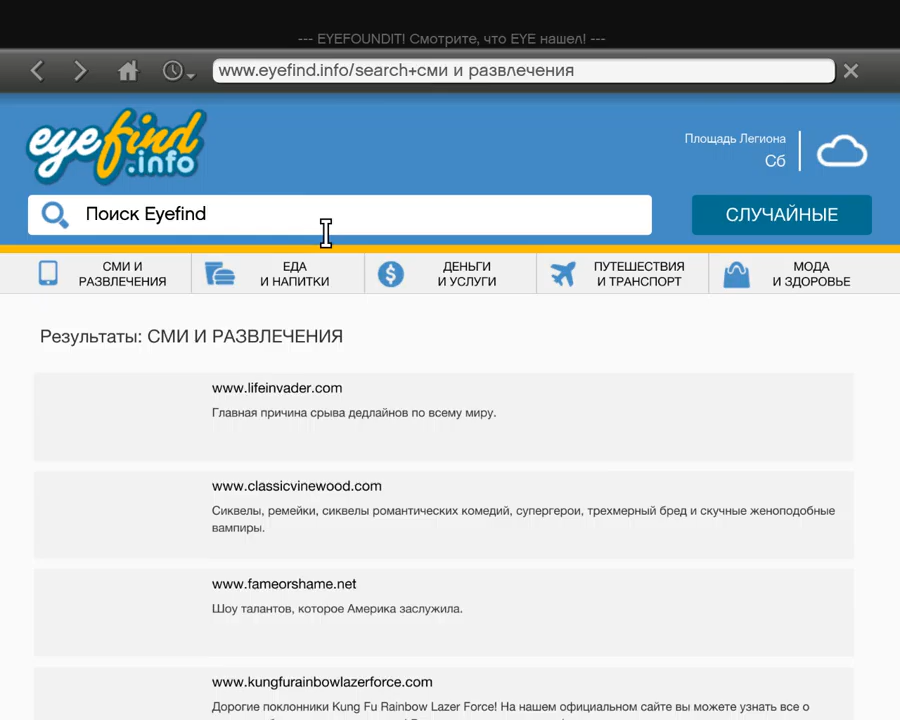 --- EYEFOUNDIT! Смотрите, что EYE нашел! ---
www.eyefind.info/search+сми и развлечения
eyefind
.info
Площадь Легиона
Сб
Поиск Eyefind
СЛУЧАЙНЫЕ
СМИ И
РАЗВЛЕЧЕНИЯ
ЕДА
И НАПИТКИ
ДЕНЬГИ
И УСЛУГИ
ПУТЕШЕСТВИЯ
И ТРАНСПОРТ
МОДА
И ЗДОРОВЬЕ
Результаты: СМИ И РАЗВЛЕЧЕНИЯ
www.lifeinvader.com
Главная причина срыва дедлайнов по всему миру.
www.classicvinewood.com
Сиквелы, ремейки, сиквелы романтических комедий, супергерои, трехмерный бред и скучные женоподобные
вампиры.
www.fameorshame.net
Шоу талантов, которое Америка заслужила.
www.kungfurainbowlazerforce.com
Дорогие поклонники Kung Fu Rainbow Lazer Force! На нашем официальном сайте вы можете узнать все о